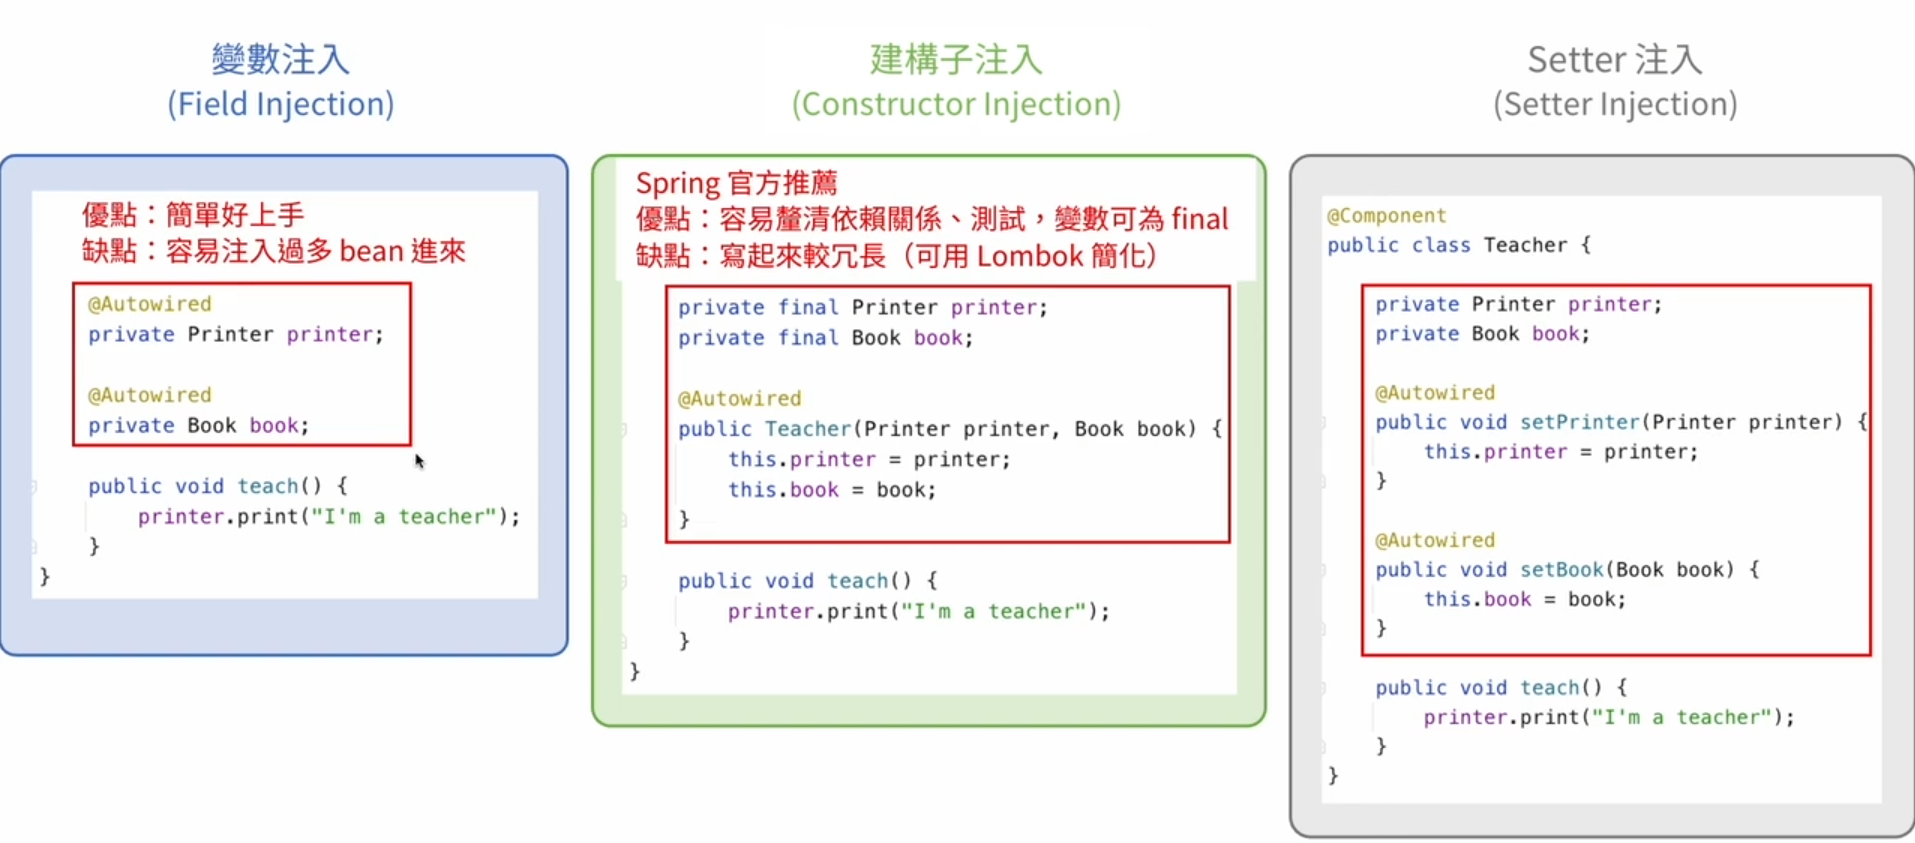 變數注入
(Field Injection)
優點：簡單好上手
缺點：容易注入過多 bean 進來
@Autowired
private Printer printer;
@Autowired
private Book book;
public void teach() {
printer.print("I'm a teacher");
}
}
建構子注入
(Constructor Injection)
Spring 官方推薦
優點：容易釐清依賴關係、測試，變數可為 final
缺點：寫起來較冗長（可用 Lombok 簡化）
private final Printer printer;
private final Book book;
@Autowired
public Teacher(Printer printer, Book book) {
this.printer = printer;
this.book = book;
}
public void teach() {
printer.print("I'm a teacher");
}
}
Setter 注入
(Setter Injection)
@Component
public class Teacher {
private Printer printer;
private Book book;
@Autowired
public void setPrinter(Printer printer) {
this.printer = printer;
}
@Autowired
public void setBook(Book book) {
this.book = book;
}
public void teach() {
printer.print("I'm a teacher");
}
}